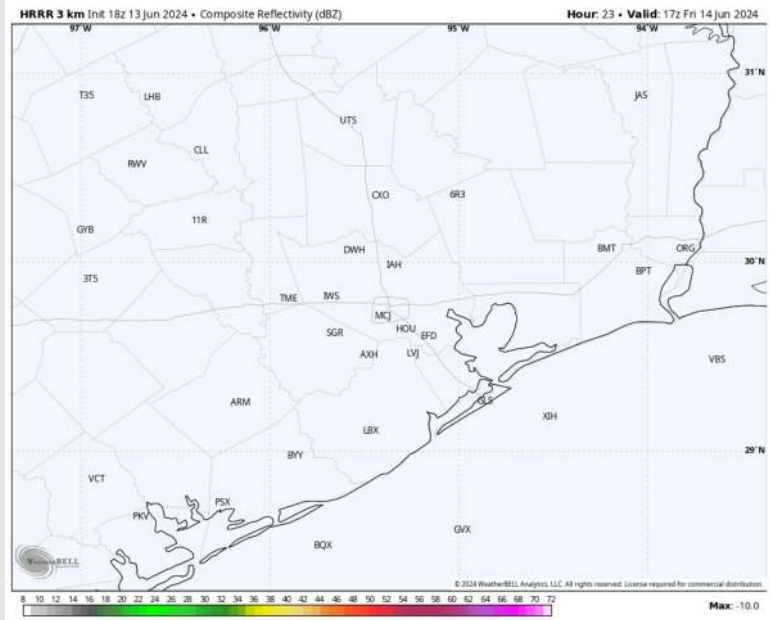 HRRR 3 km Init 18z 13 Jun 2024 • Composite Reflectivity (dBZ)
Hour: 23 • Valid: 17z Fri 14 Jun 2024
97°W 96°W 95°W 94°W
31°N
T35 LHB JAS
UTS
CLL
RWV
CXO 6R3
11R
GYB
DWH BMT ORG
IAH 30°N
BPT
3T5
TME IWS
MCJ
SGR HOU EFD
AXH LVJ
VBS
ARM GLS
XIH
LBX
BYY 29°N
VCT
PSX
PKV
GVX
BQX
WEATHERBELL
© 2024 WeatherBELL Analytics, LLC. All rights reserved. License required for commercial distribution.
8 10 12 14 16 18 20 22 24 26 28 30 32 34 36 38 40 42 44 46 48 50 52 54 56 58 60 62 64 66 68 70 72
Max: -10.0